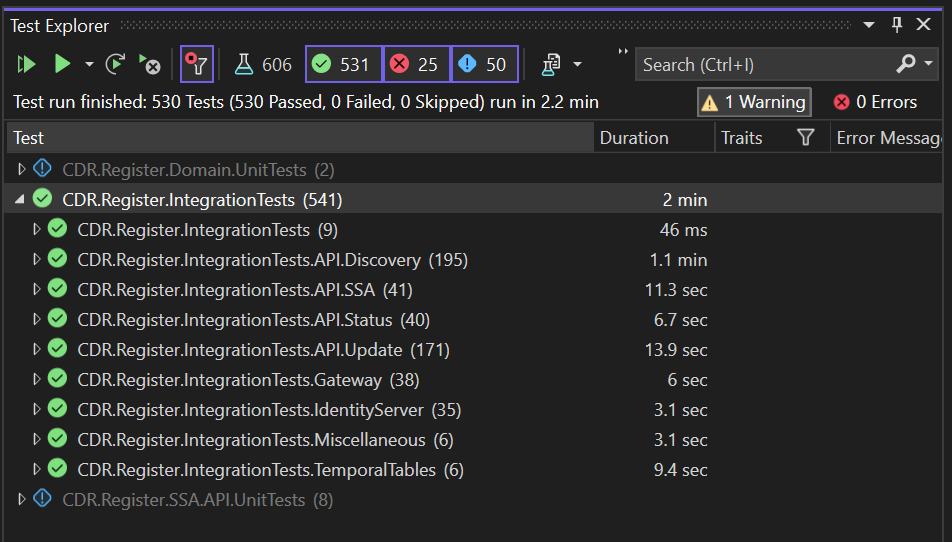 Test Explorer
606 531 25 50 Search (Ctrl+I)
Test run finished: 530 Tests (530 Passed, 0 Failed, 0 Skipped) run in 2.2 min 1 Warning 0 Errors
Test Duration Traits Error Messag
CDR.Register.Domain.UnitTests (2)
CDR.Register.IntegrationTests (541) 2 min
CDR.Register.IntegrationTests (9) 46 ms
CDR.Register.IntegrationTests.API.Discovery (195) 1.1 min
CDR.Register.IntegrationTests.API.SSA (41) 11.3 sec
CDR.Register.IntegrationTests.API.Status (40) 6.7 sec
CDR.Register.IntegrationTests.API.Update (171) 13.9 sec
CDR.Register.IntegrationTests.Gateway (38) 6 sec
CDR.Register.IntegrationTests.IdentityServer (35) 3.1 sec
CDR.Register.IntegrationTests.Miscellaneous (6) 3.1 sec
CDR.Register.IntegrationTests.TemporalTables (6) 9.4 sec
CDR.Register.SSA.API.UnitTests (8)